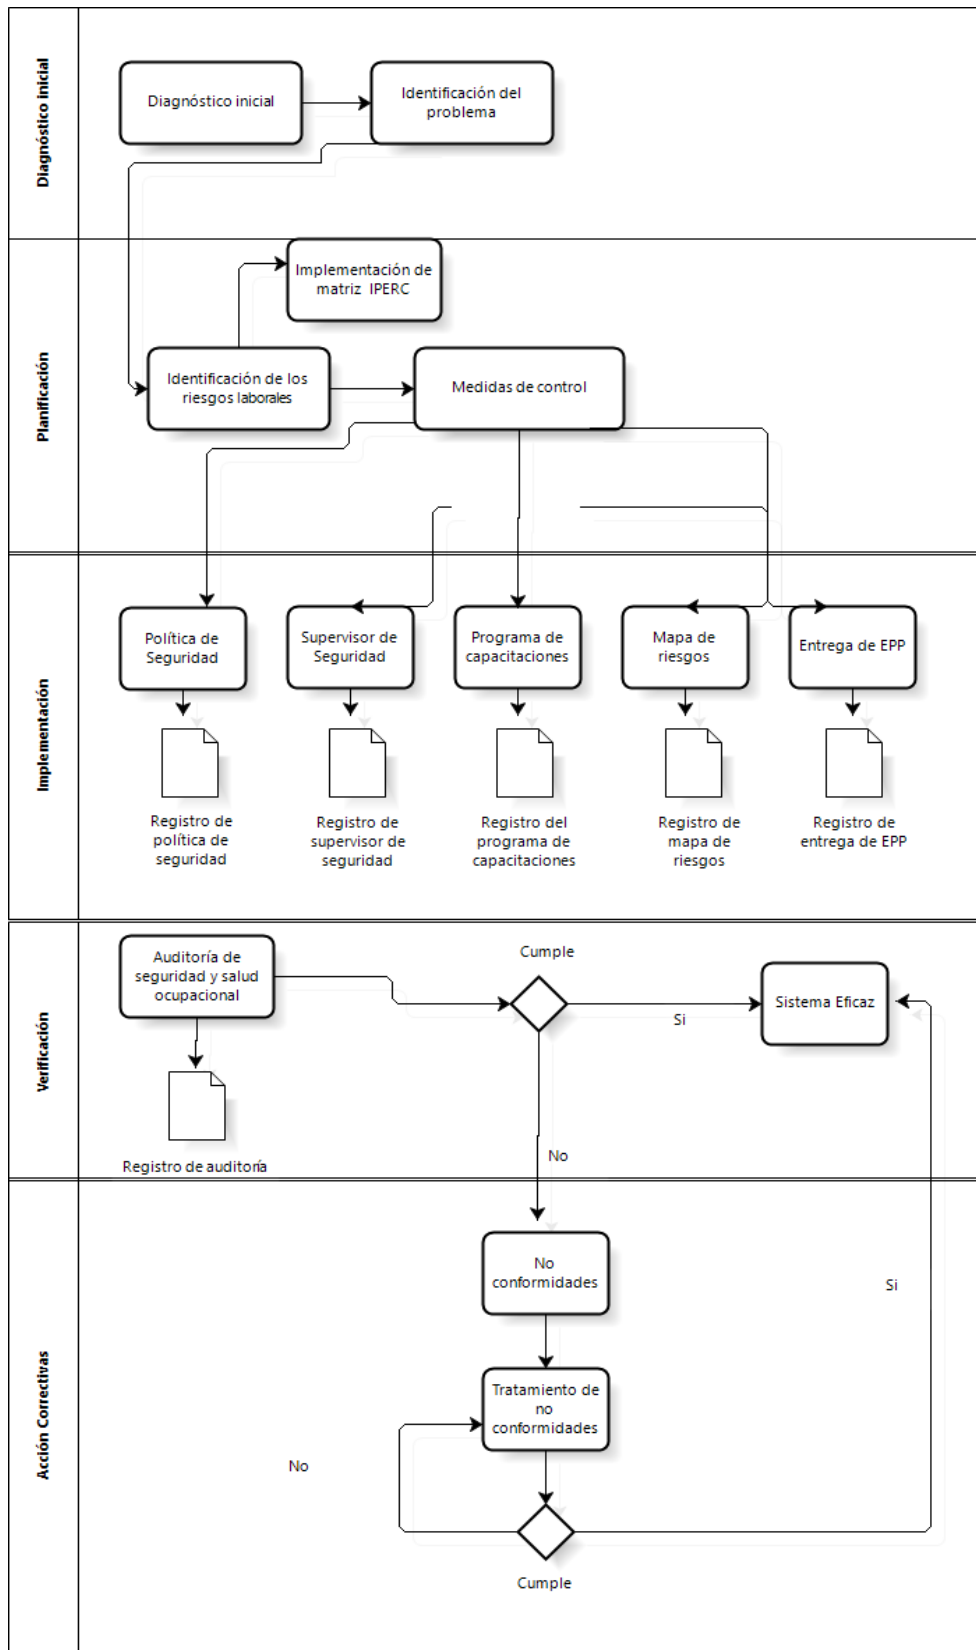 Diagnóstico inicial
Diagnóstico inicial
Identificación del
problema
Planificación
Implementación de
matriz IPERC
Identificación de los
riesgos laborales
Medidas de control
Implementación
Política de
Seguridad
Supervisor de
Seguridad
Programa de
capacitaciones
Mapa de
riesgos
Entrega de EPP
Registro de
política de
seguridad
Registro de
supervisor de
seguridad
Registro del
programa de
capacitaciones
Registro de
mapa de
riesgos
Registro de
entrega de EPP
Verificación
Auditoría de
seguridad y salud
ocupacional
Cumple
Si
Sistema Eficaz
Registro de auditoría
No
Acción Correctivas
No
conformidades
Si
Tratamiento de
no
conformidades
No
Cumple